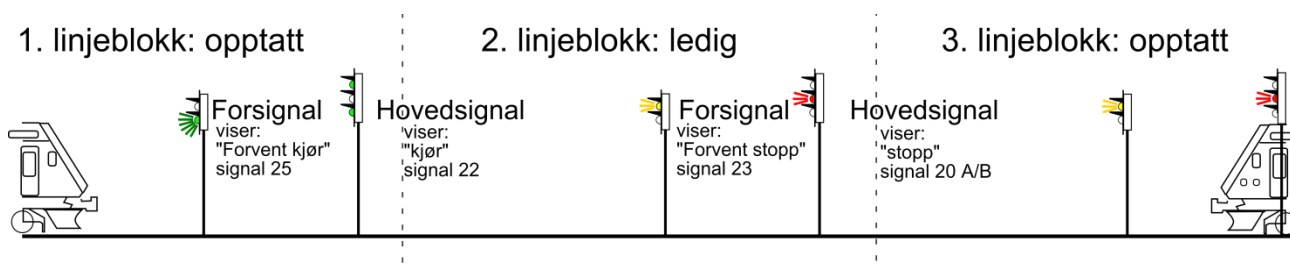 1. linjeblokk: opptatt
2. linjeblokk: ledig
3. linjeblokk: opptatt
Forsignal
viser:
"Forvent kjør"
signal 25
Hovedsignal
viser:
"kjør"
signal 22
Forsignal
viser:
"Forvent stopp"
signal 23
Hovedsignal
viser:
"stopp"
signal 20 A/B